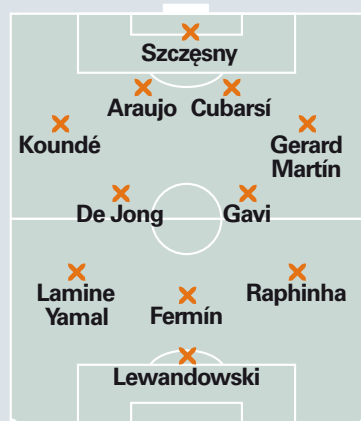 Szczęsny
Araujo Cubarsí
Koundé
Gerard
Martín
De Jong
Gavi
Lamine
Yamal
Fermín
Raphinha
Lewandowski